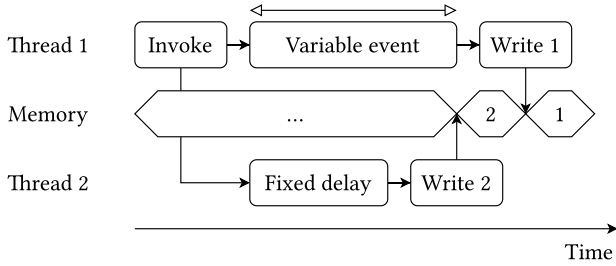 Thread 1 Invoke Variable event Write 1
Memory ... 2 1
Thread 2 Fixed delay Write 2
Time